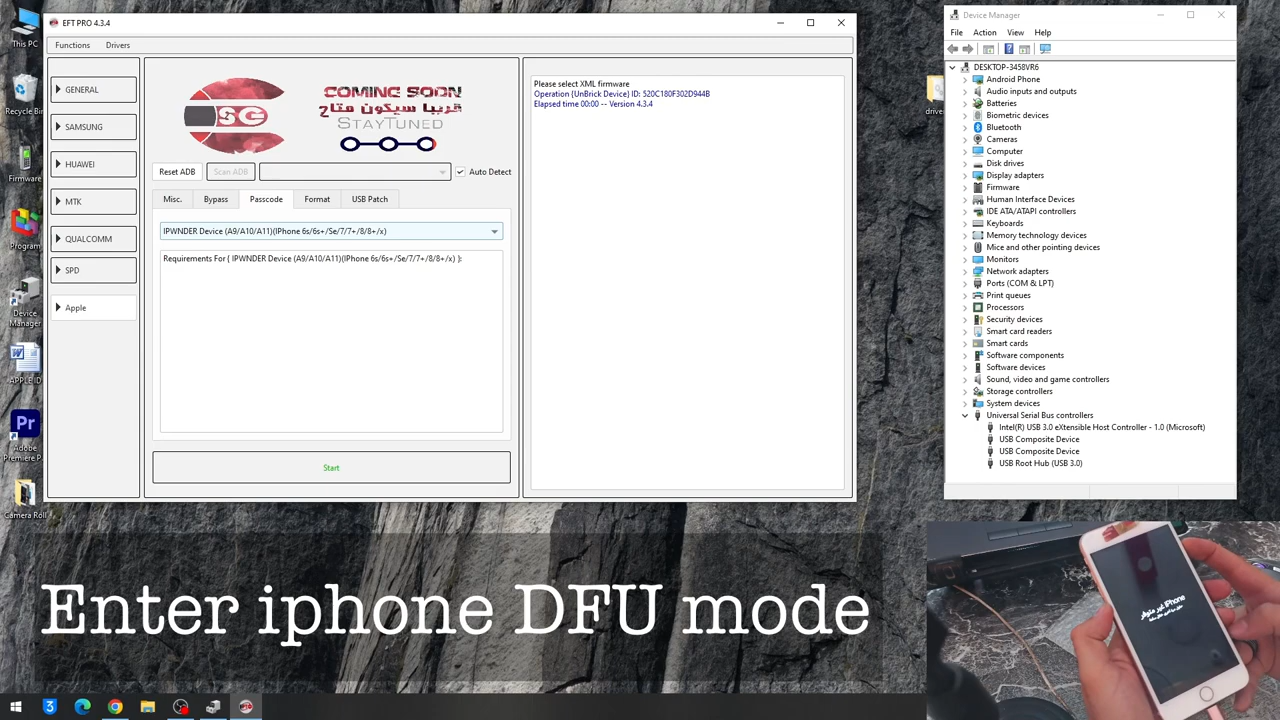 This PC
Recycle Bin
Firmware
Program
Device
Manager
APPLE ID
Adobe
Premiere P
Camera Roll
EFT PRO 4.3.4
Functions
Drivers
GENERAL
SAMSUNG
HUAWEI
MTK
QUALCOMM
SPD
Apple
SG
COMING SOON
قريبا سيكون متاح
STAYTUNED
Reset ADB
Scan ADB
Auto Detect
Misc.
Bypass
Passcode
Format
USB Patch
IPWNDER Device (A9/A10/A11)(IPhone 6s/6s+/Se/7/7+/8/8+/x)
Requirements For ( IPWNDER Device (A9/A10/A11)(IPhone 6s/6s+/Se/7/7+/8/8+/x) ):
Start
Please select XML firmware
Operation (UnBrick Device) ID: 520C180F302D944B
Elapsed time 00:00 -- Version 4.3.4
Device Manager
File
Action
View
Help
DESKTOP-3458VR6
Android Phone
Audio inputs and outputs
Batteries
Biometric devices
Bluetooth
Cameras
Computer
Disk drives
Display adapters
Firmware
Human Interface Devices
IDE ATA/ATAPI controllers
Keyboards
Memory technology devices
Mice and other pointing devices
Monitors
Network adapters
Ports (COM & LPT)
Print queues
Processors
Security devices
Smart card readers
Smart cards
Software components
Software devices
Sound, video and game controllers
Storage controllers
System devices
Universal Serial Bus controllers
Intel(R) USB 3.0 eXtensible Host Controller - 1.0 (Microsoft)
USB Composite Device
USB Composite Device
USB Root Hub (USB 3.0)
Enter iphone DFU mode
iPhone غير متوفر